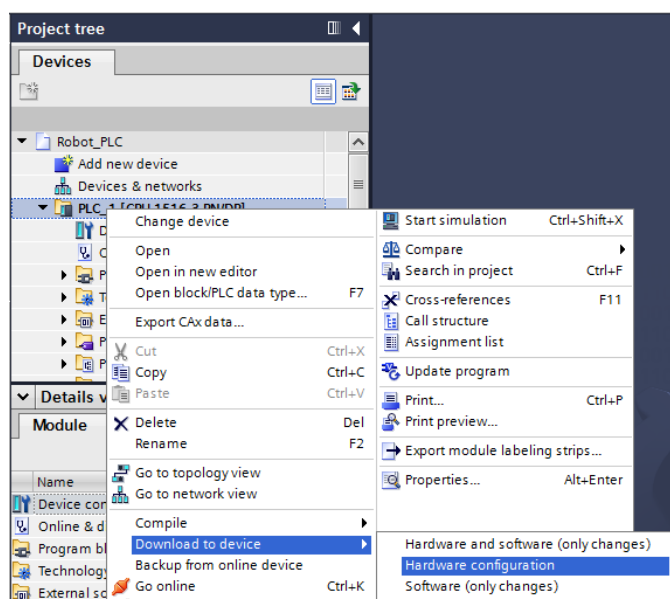 Project tree
Devices
Robot_PLC
Add new device
Devices & networks
PLC_1 [CPU 1516-3 PN/DP]
Change device
Open
Open in new editor
Open block/PLC data type... F7
Export CAx data...
Cut Ctrl+X
Copy Ctrl+C
Paste Ctrl+V
Delete Del
Rename F2
Go to topology view
Go to network view
Compile
Download to device
Backup from online device
Go online Ctrl+K
Start simulation Ctrl+Shift+X
Compare
Search in project Ctrl+F
Cross-references F11
Call structure
Assignment list
Update program
Print... Ctrl+P
Print preview...
Export module labeling strips...
Properties... Alt+Enter
Hardware and software (only changes)
Hardware configuration
Software (only changes)
Details v
Module
Name
Device con
Online & d
Program bl
Technology
External so